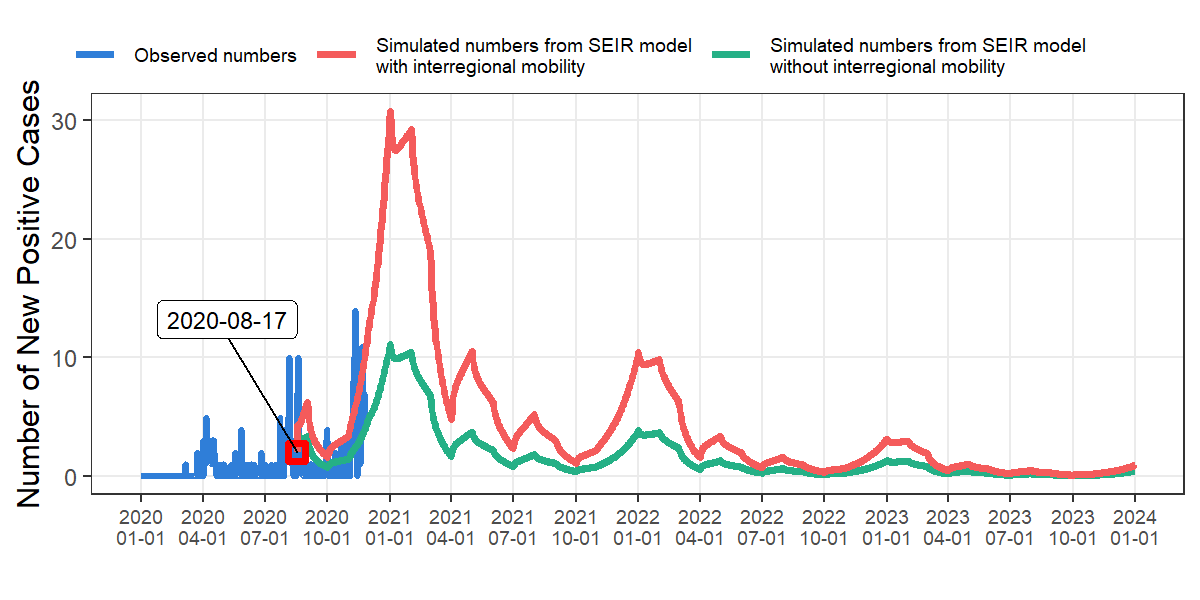 Observed numbers
Simulated numbers from SEIR model
with interregional mobility
Simulated numbers from SEIR model
without interregional mobility
Number of New Positive Cases
30
20
10
0
2020-08-17
2020 2020 2020 2020 2021 2021 2021 2021 2022 2022 2022 2022 2023 2023 2023 2023 2024
01-01 04-01 07-01 10-01 01-01 04-01 07-01 10-01 01-01 04-01 07-01 10-01 01-01 04-01 07-01 10-01 01-01